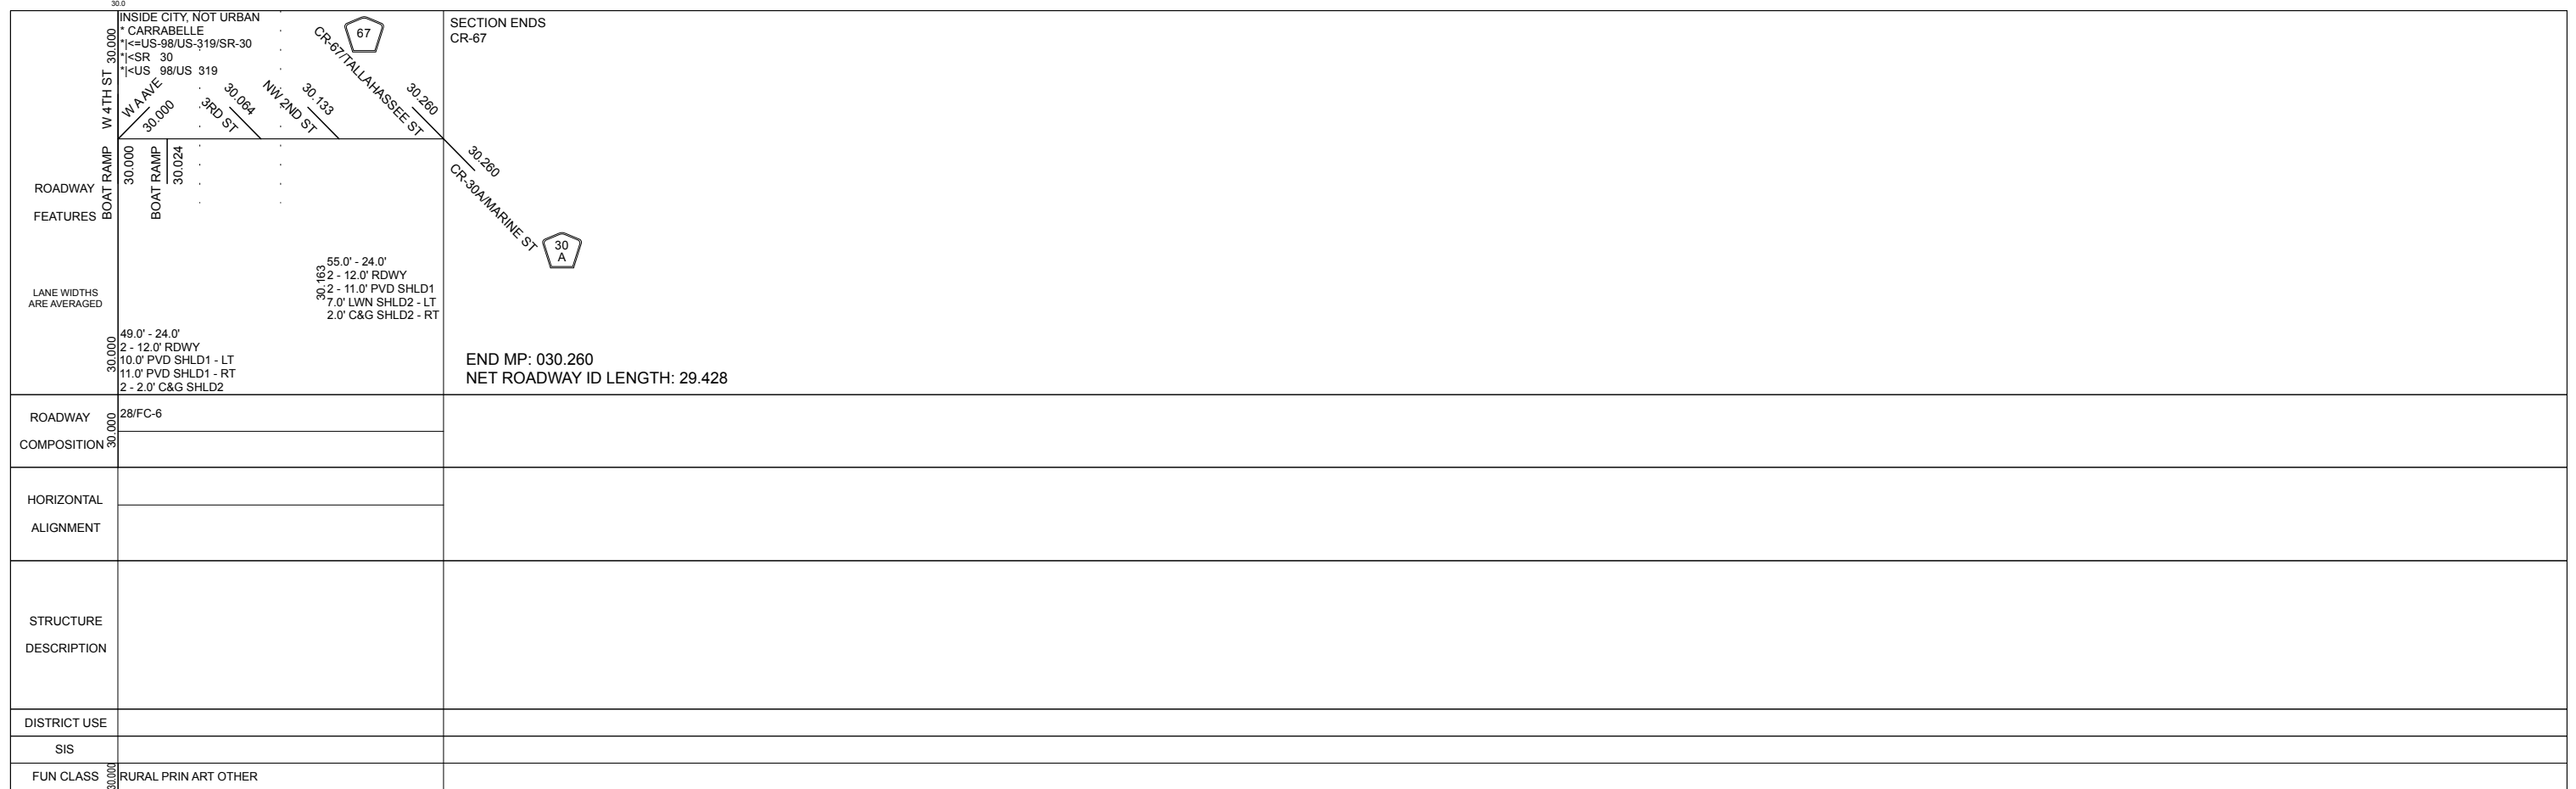 30.0
INSIDE CITY, NOT URBAN
* CARRABELLE
*|<=US-98/US-319/SR-30
*|<SR 30
*|<US 98/US 319
30.000
W 4TH ST
W A AVE
30.000
3RD ST
30.064
NW 2ND ST
30.133
CR-67/TALLAHASSEE ST
67
30.260
SECTION ENDS
CR-67
BOAT RAMP
30.000
BOAT RAMP
30.024
30.260
CR-30A/MARINE ST
30
A
ROADWAY
FEATURES
LANE WIDTHS
ARE AVERAGED
30.163
55.0' - 24.0'
2 - 12.0' RDWY
2 - 11.0' PVD SHLD1
7.0' LWN SHLD2 - LT
2.0' C&G SHLD2 - RT
30.000
49.0' - 24.0'
2 - 12.0' RDWY
10.0' PVD SHLD1 - LT
11.0' PVD SHLD1 - RT
2 - 2.0' C&G SHLD2
END MP: 030.260
NET ROADWAY ID LENGTH: 29.428
ROADWAY
COMPOSITION
30.000
28/FC-6
HORIZONTAL
ALIGNMENT
STRUCTURE
DESCRIPTION
DISTRICT USE
SIS
FUN CLASS
30.000
RURAL PRIN ART OTHER